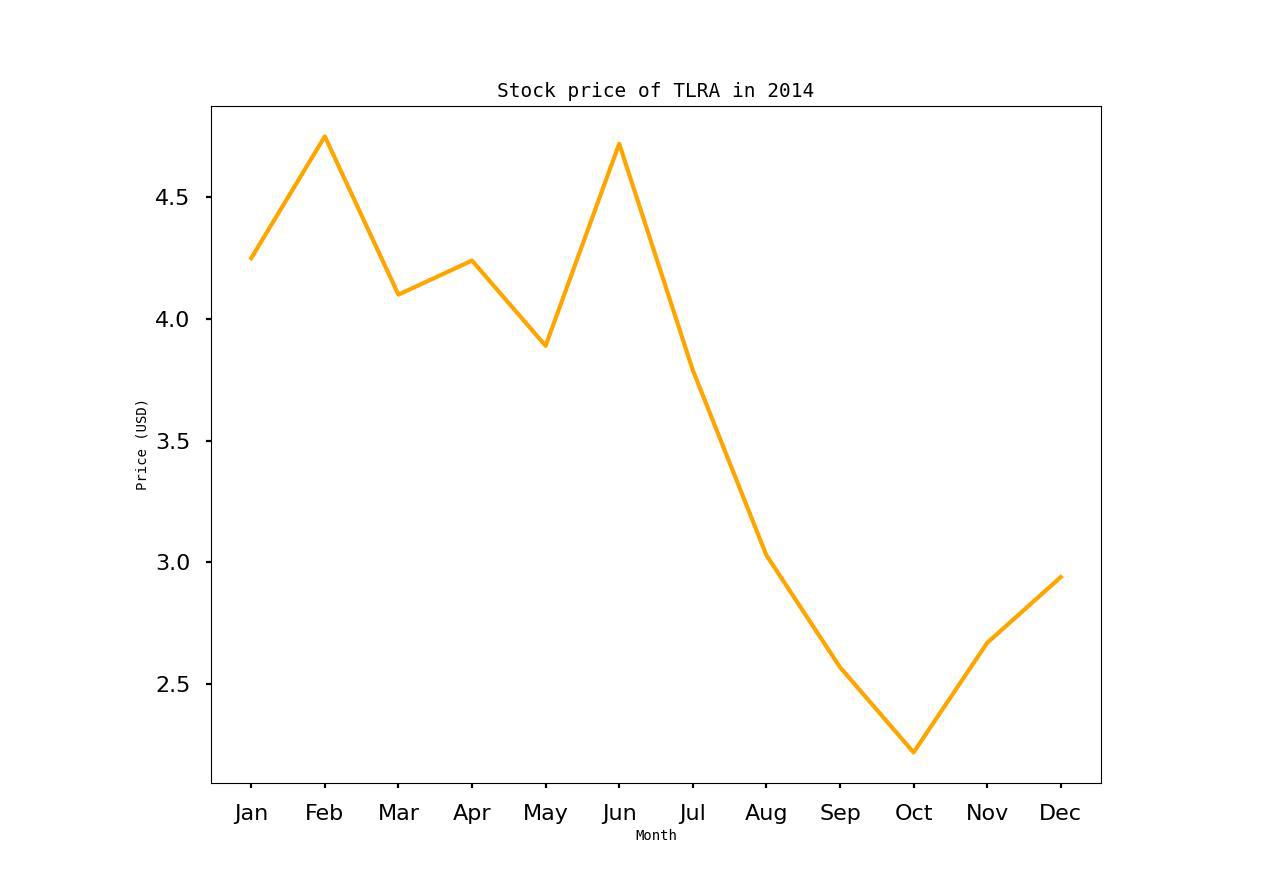 Stock price of TLRA in 2014
4.5
4.0
3.5
3.0
2.5
Price (USD)
Jan Feb Mar Apr May Jun Jul Aug Sep Oct Nov Dec
Month